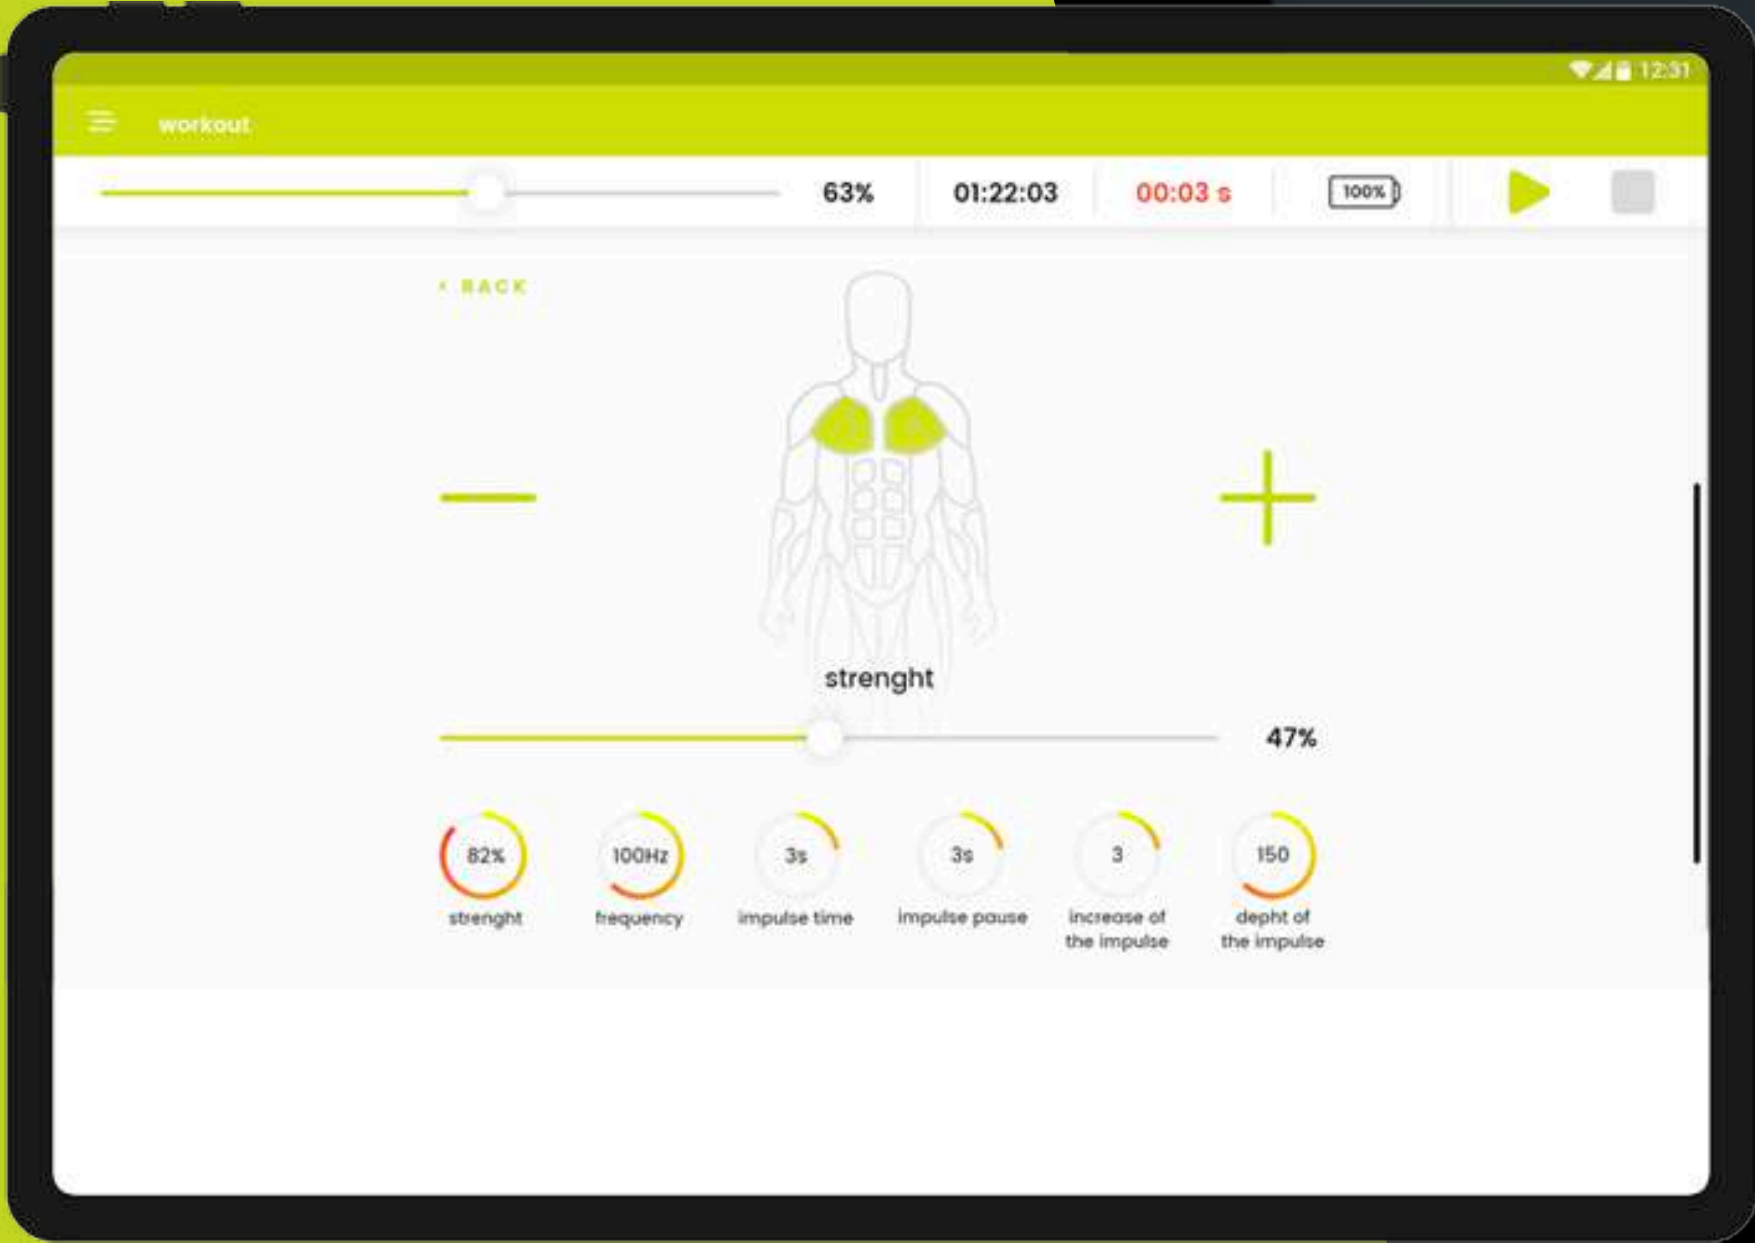 12:31
workout
63%
01:22:03
00:03 s
100%
‹ BACK
strenght
47%
82%
100Hz
3s
3s
3
150
strenght
frequency
impulse time
impulse pause
increase of
the impulse
depht of
the impulse